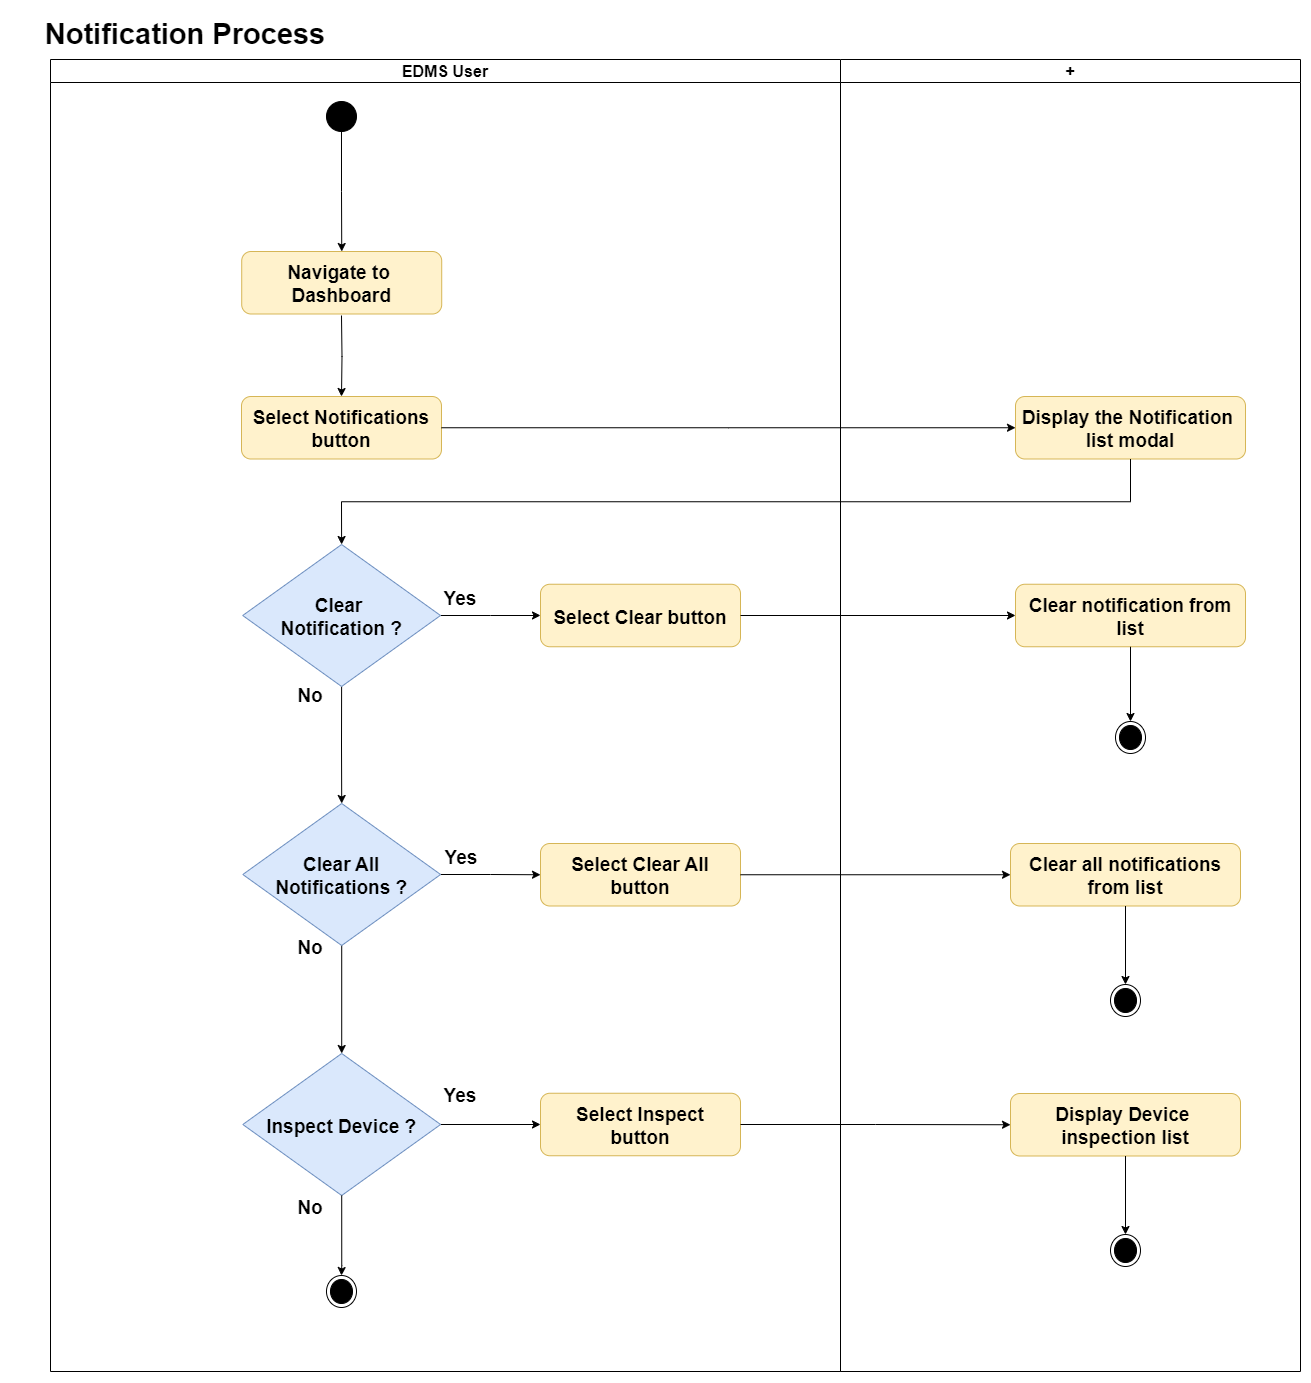 Notification Process
EDMS User
+
Navigate to
Dashboard
Select Notifications
button
Display the Notification
list modal
Clear
Notification ?
Yes
Select Clear button
Clear notification from
list
No
Clear All
Notifications ?
Yes
Select Clear All
button
Clear all notifications
from list
No
Inspect Device ?
Yes
Select Inspect
button
Display Device
inspection list
No